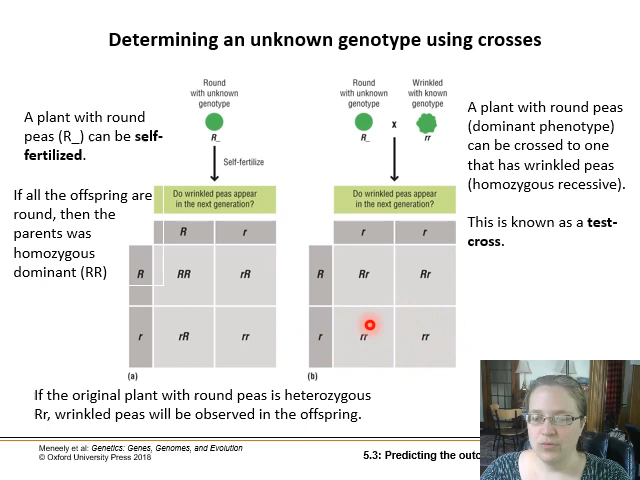 Determining an unknown genotype using crosses
A plant with round
peas (R_) can be self-
fertilized.
If all the offspring are
round, then the
parents was
homozygous
dominant (RR)
Round
with unknown
genotype
R_
Self-fertilize
Do wrinkled peas appear
in the next generation?
R r
R RR rR
r rR rr
(a)
Round
with unknown
genotype
R_
x
Wrinkled
with known
genotype
rr
Do wrinkled peas appear
in the next generation?
r r
R Rr Rr
r rr rr
(b)
A plant with round peas
(dominant phenotype)
can be crossed to one
that has wrinkled peas
(homozygous recessive).
This is known as a test-
cross.
If the original plant with round peas is heterozygous
Rr, wrinkled peas will be observed in the offspring.
Meneely et al: Genetics: Genes, Genomes, and Evolution
© Oxford University Press 2018
5.3: Predicting the